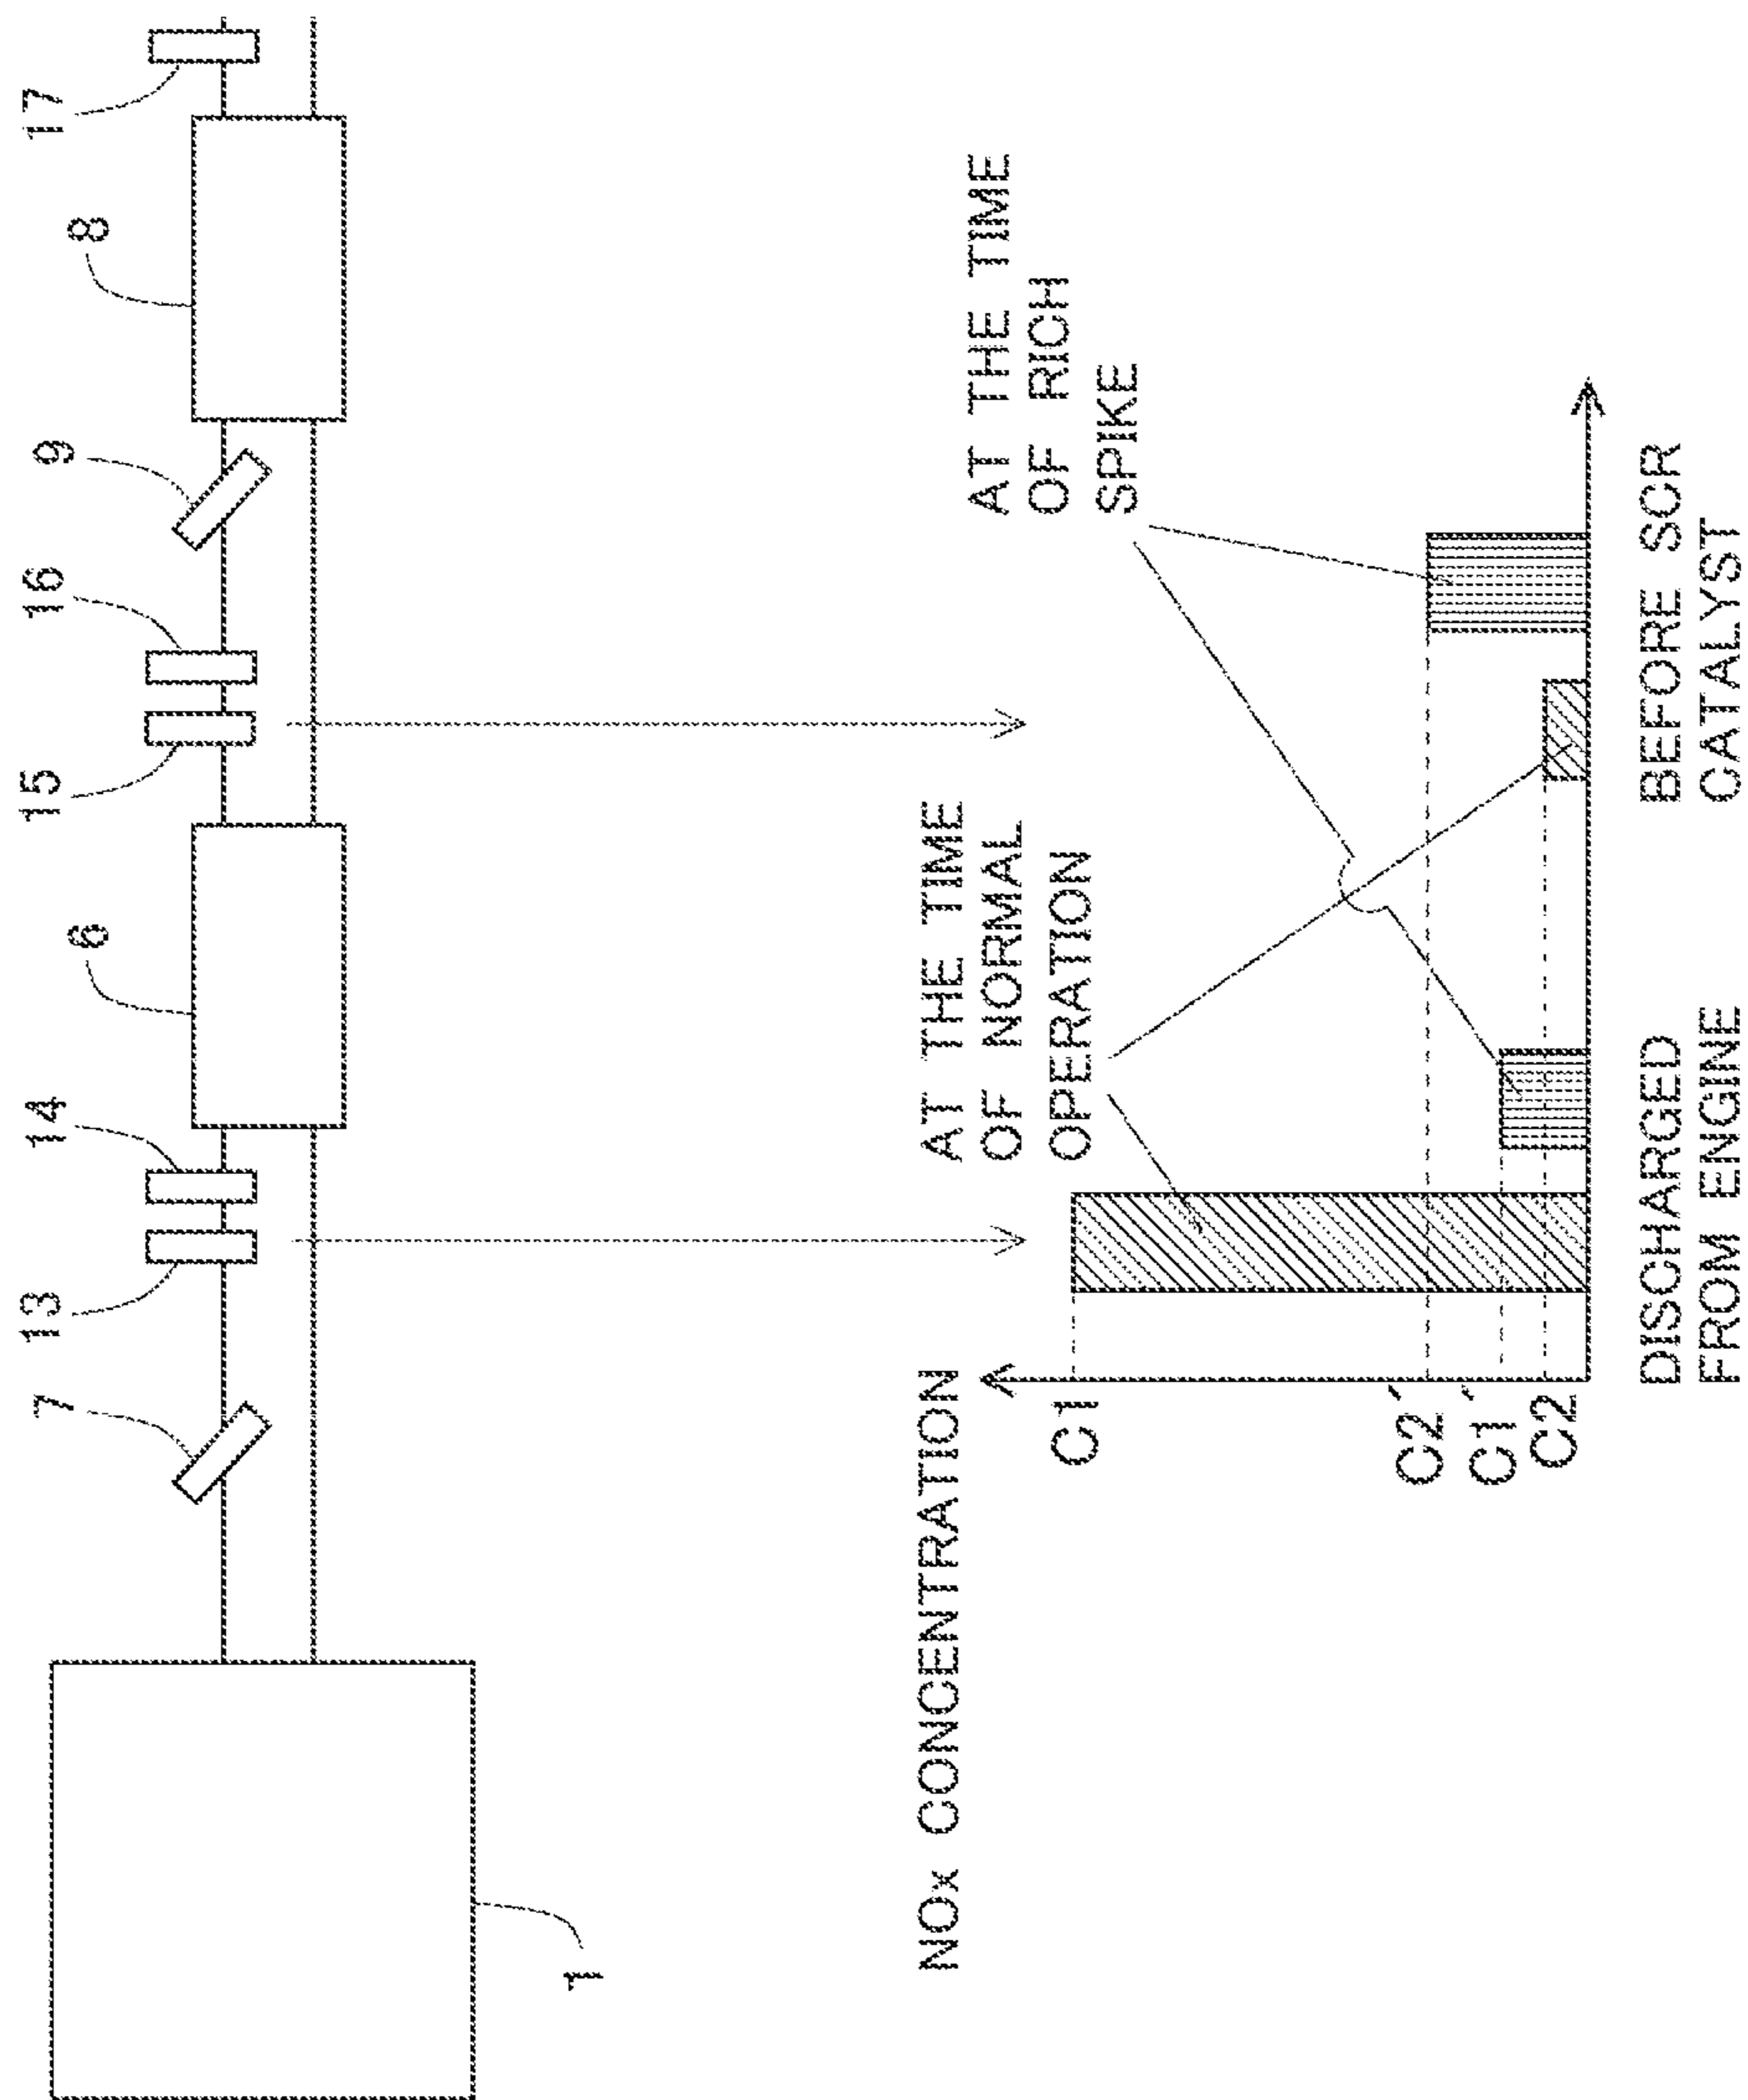 1
7
13
14
6
15
16
9
8
17
NOx CONCENTRATION
AT THE TIME
OF NORMAL
OPERATION
AT THE TIME
OF RICH
SPIKE
C1
C2'
C1'
C2
DISCHARGED
FROM ENGINE
BEFORE SCR
CATALYST